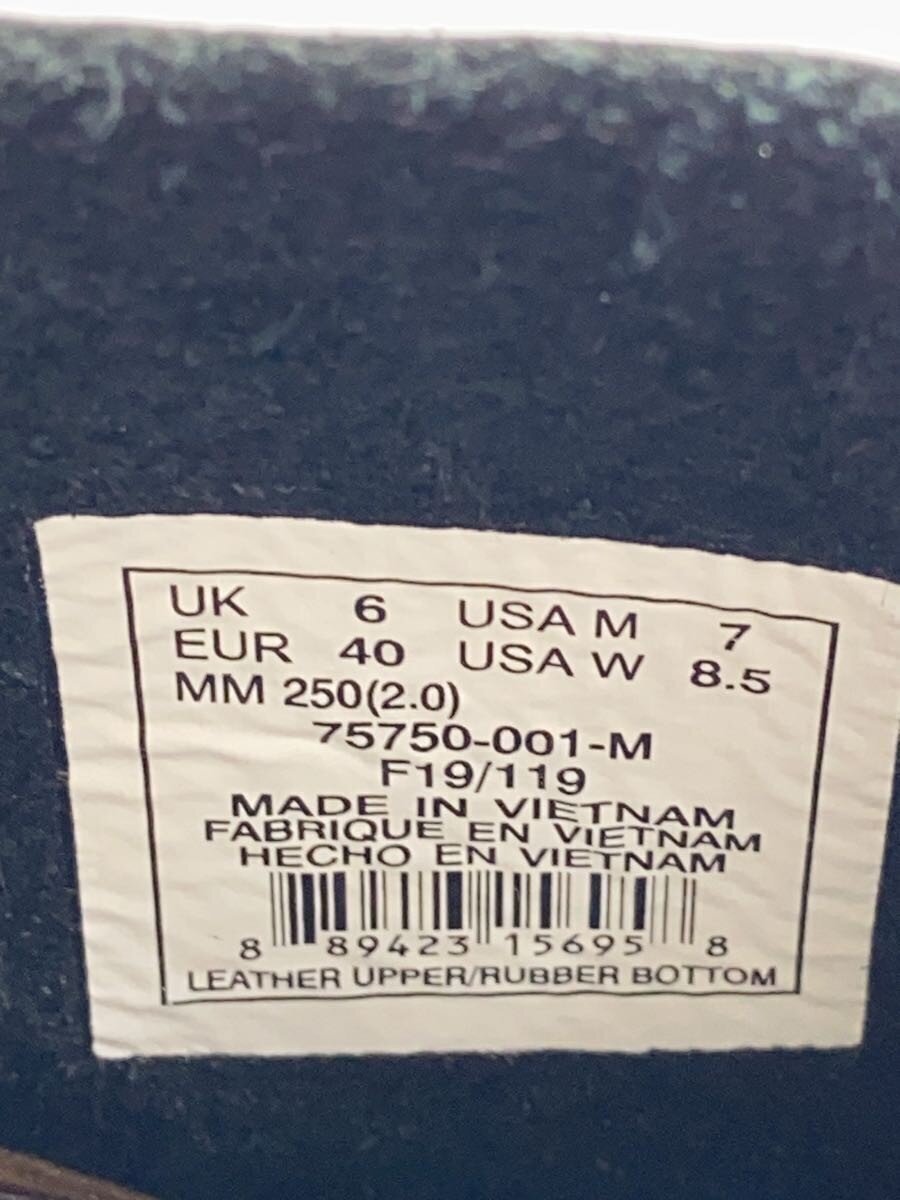 UK 6 USA M 7
EUR 40 USA W 8.5
MM 250(2.0)
75750-001-M
F19/119
MADE IN VIETNAM
FABRIQUE EN VIETNAM
HECHO EN VIETNAM
8 89423 15695 8
LEATHER UPPER/RUBBER BOTTOM